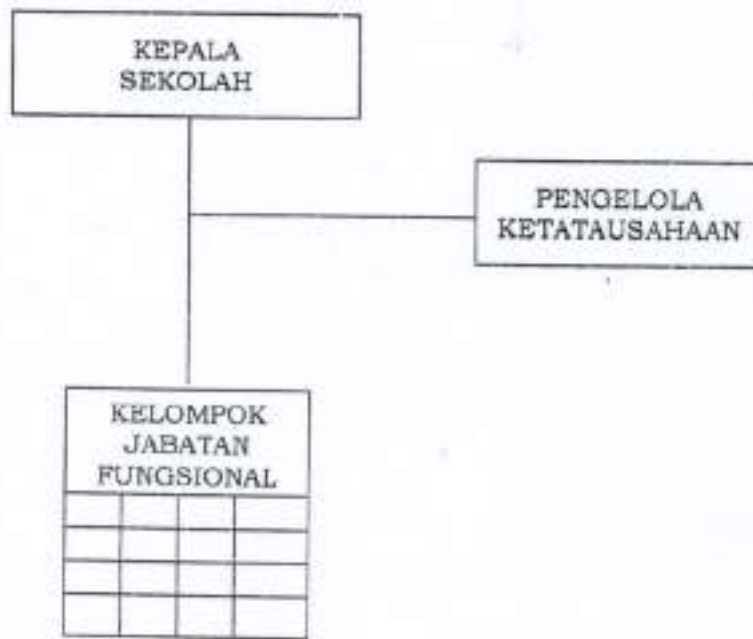 KEPALA
SEKOLAH
PENGELOLA
KETATAUSAHAAN
KELOMPOK
JABATAN
FUNGSIONAL